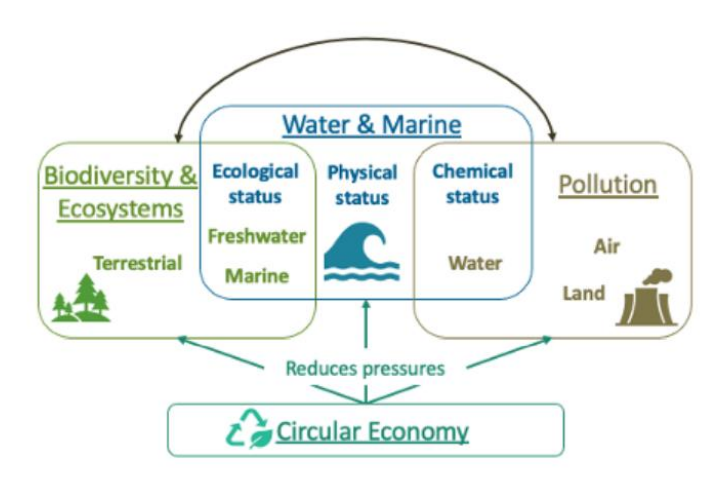 Water & Marine
Biodiversity &
Ecosystems
Terrestrial
Ecological
status
Freshwater
Marine
Physical
status
Chemical
status
Water
Pollution
Air
Land
Reduces pressures
Circular Economy